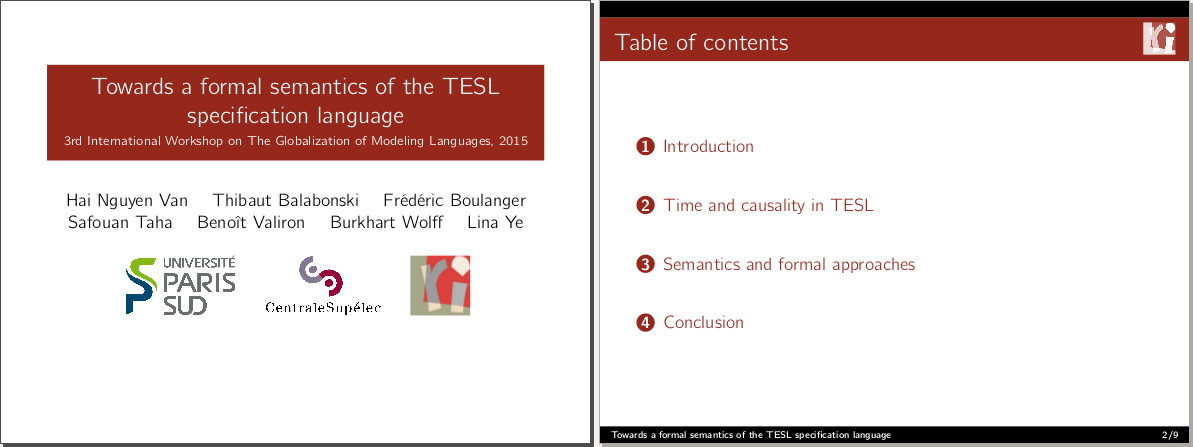 Towards a formal semantics of the TESL
specification language
3rd International Workshop on The Globalization of Modeling Languages, 2015
Hai Nguyen Van Thibaut Balabonski Frédéric Boulanger
Safouan Taha Benoît Valiron Burkhart Wolff Lina Ye
UNIVERSITÉ
PARIS
SUD
CentraleSupélec
Table of contents
1 Introduction
2 Time and causality in TESL
3 Semantics and formal approaches
4 Conclusion
Towards a formal semantics of the TESL specification language 2/9